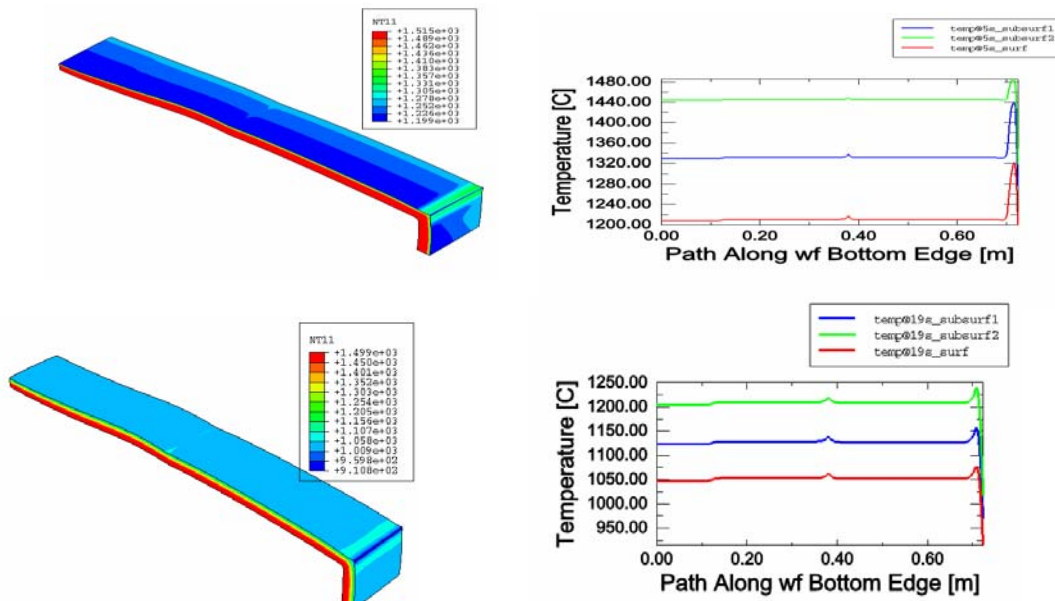 NT11
+1.515e+03
+1.489e+03
+1.462e+03
+1.436e+03
+1.410e+03
+1.383e+03
+1.357e+03
+1.331e+03
+1.305e+03
+1.278e+03
+1.252e+03
+1.226e+03
+1.199e+03
temp@5s_subsurf1
temp@5s_subsurf2
temp@5s_surf
Temperature [C]
1480.00
1440.00
1400.00
1360.00
1320.00
1280.00
1240.00
1200.00
0.00
0.20
0.40
0.60
Path Along wf Bottom Edge [m]
NT11
+1.499e+03
+1.450e+03
+1.401e+03
+1.352e+03
+1.303e+03
+1.254e+03
+1.205e+03
+1.156e+03
+1.107e+03
+1.058e+03
+1.009e+03
+9.598e+02
+9.108e+02
temp@19s_subsurf1
temp@19s_subsurf2
temp@19s_surf
Temperature [C]
1250.00
1200.00
1150.00
1100.00
1050.00
1000.00
950.00
0.00
0.20
0.40
0.60
Path Along wf Bottom Edge [m]